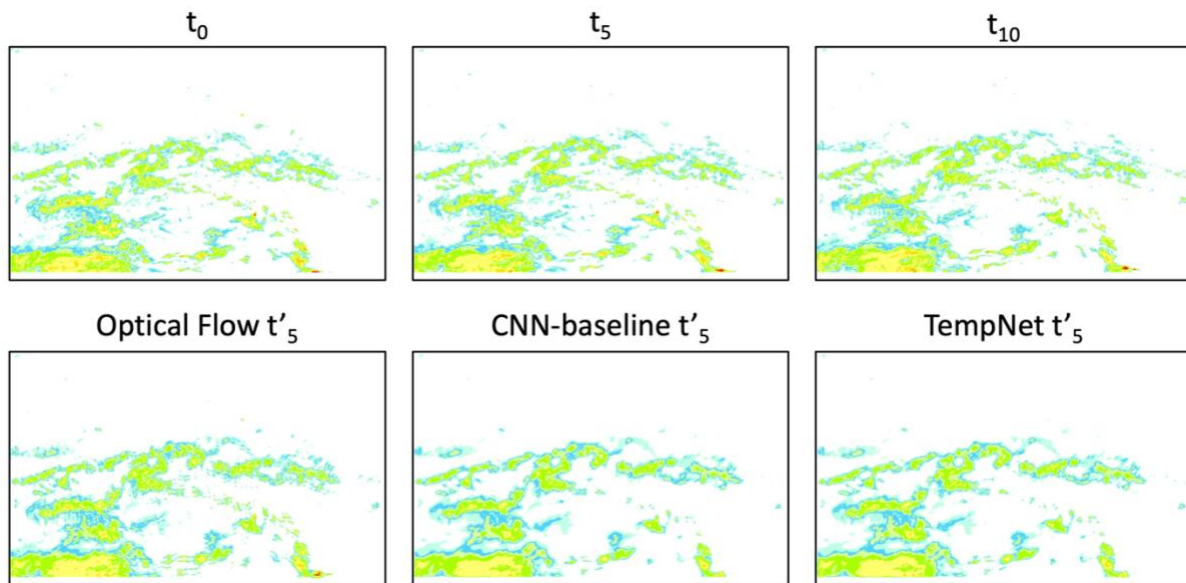 t₀ t₅ t₁₀
Optical Flow t’₅ CNN-baseline t’₅ TempNet t’₅